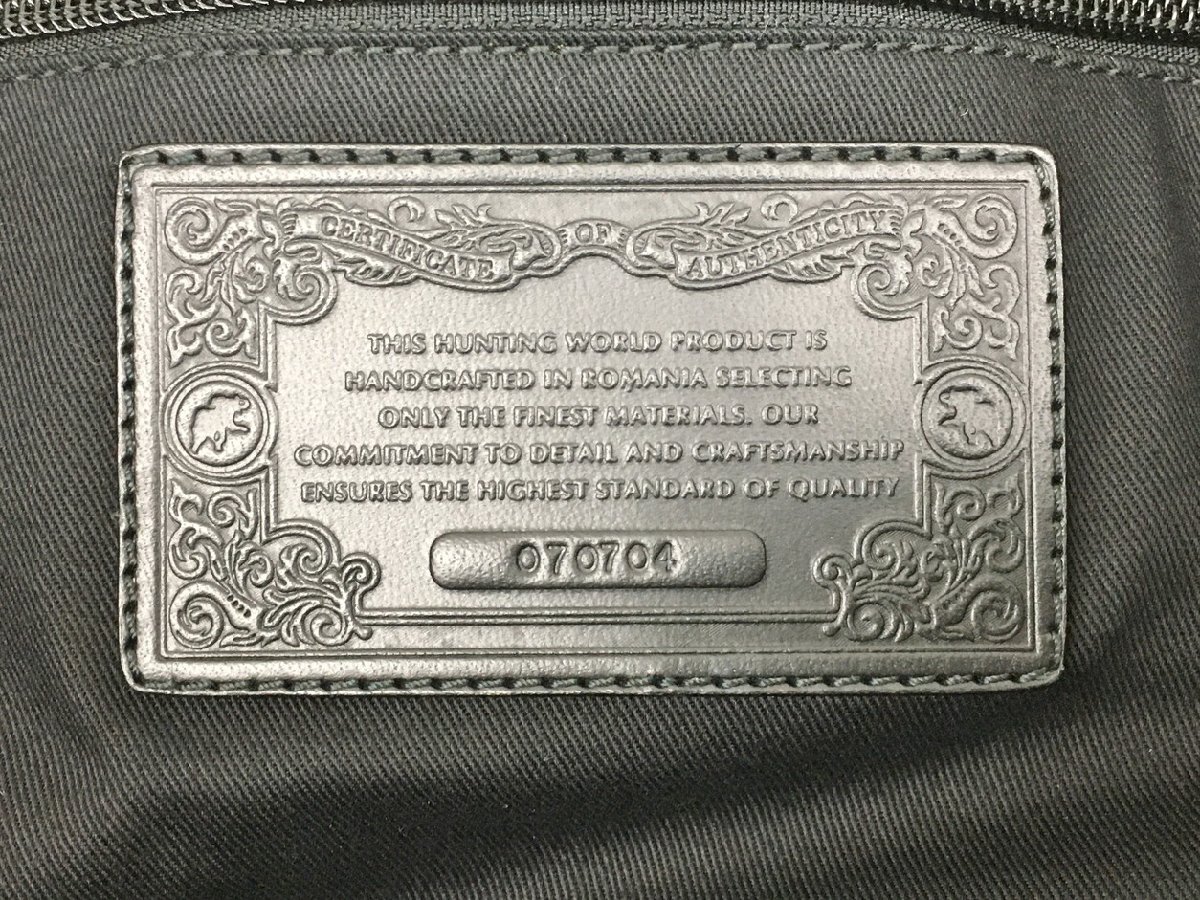 CERTIFICATE OF AUTHENTICITY
THIS HUNTING WORLD PRODUCT IS
HANDCRAFTED IN ROMANIA SELECTING
ONLY THE FINEST MATERIALS. OUR
COMMITMENT TO DETAIL AND CRAFTSMANSHIP
ENSURES THE HIGHEST STANDARD OF QUALITY
070704